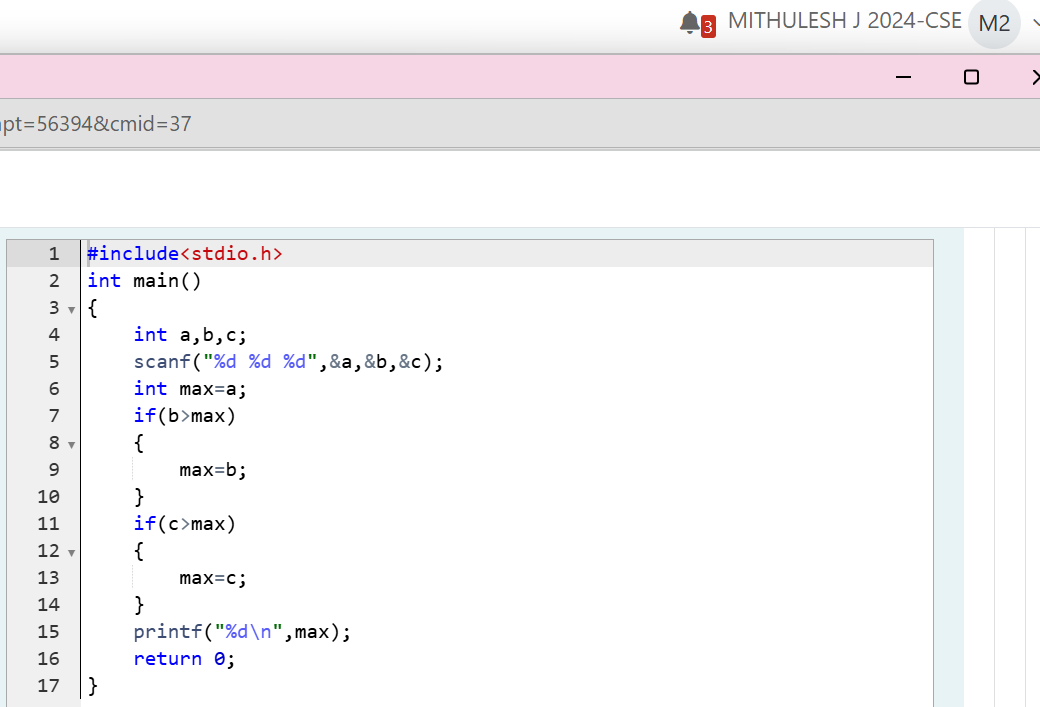 3 MITHULESH J 2024-CSE M2
pt=56394&cmid=37
1 #include<stdio.h>
2 int main()
3 {
4     int a,b,c;
5     scanf("%d %d %d",&a,&b,&c);
6     int max=a;
7     if(b>max)
8     {
9         max=b;
10     }
11     if(c>max)
12     {
13         max=c;
14     }
15     printf("%d\n",max);
16     return 0;
17 }